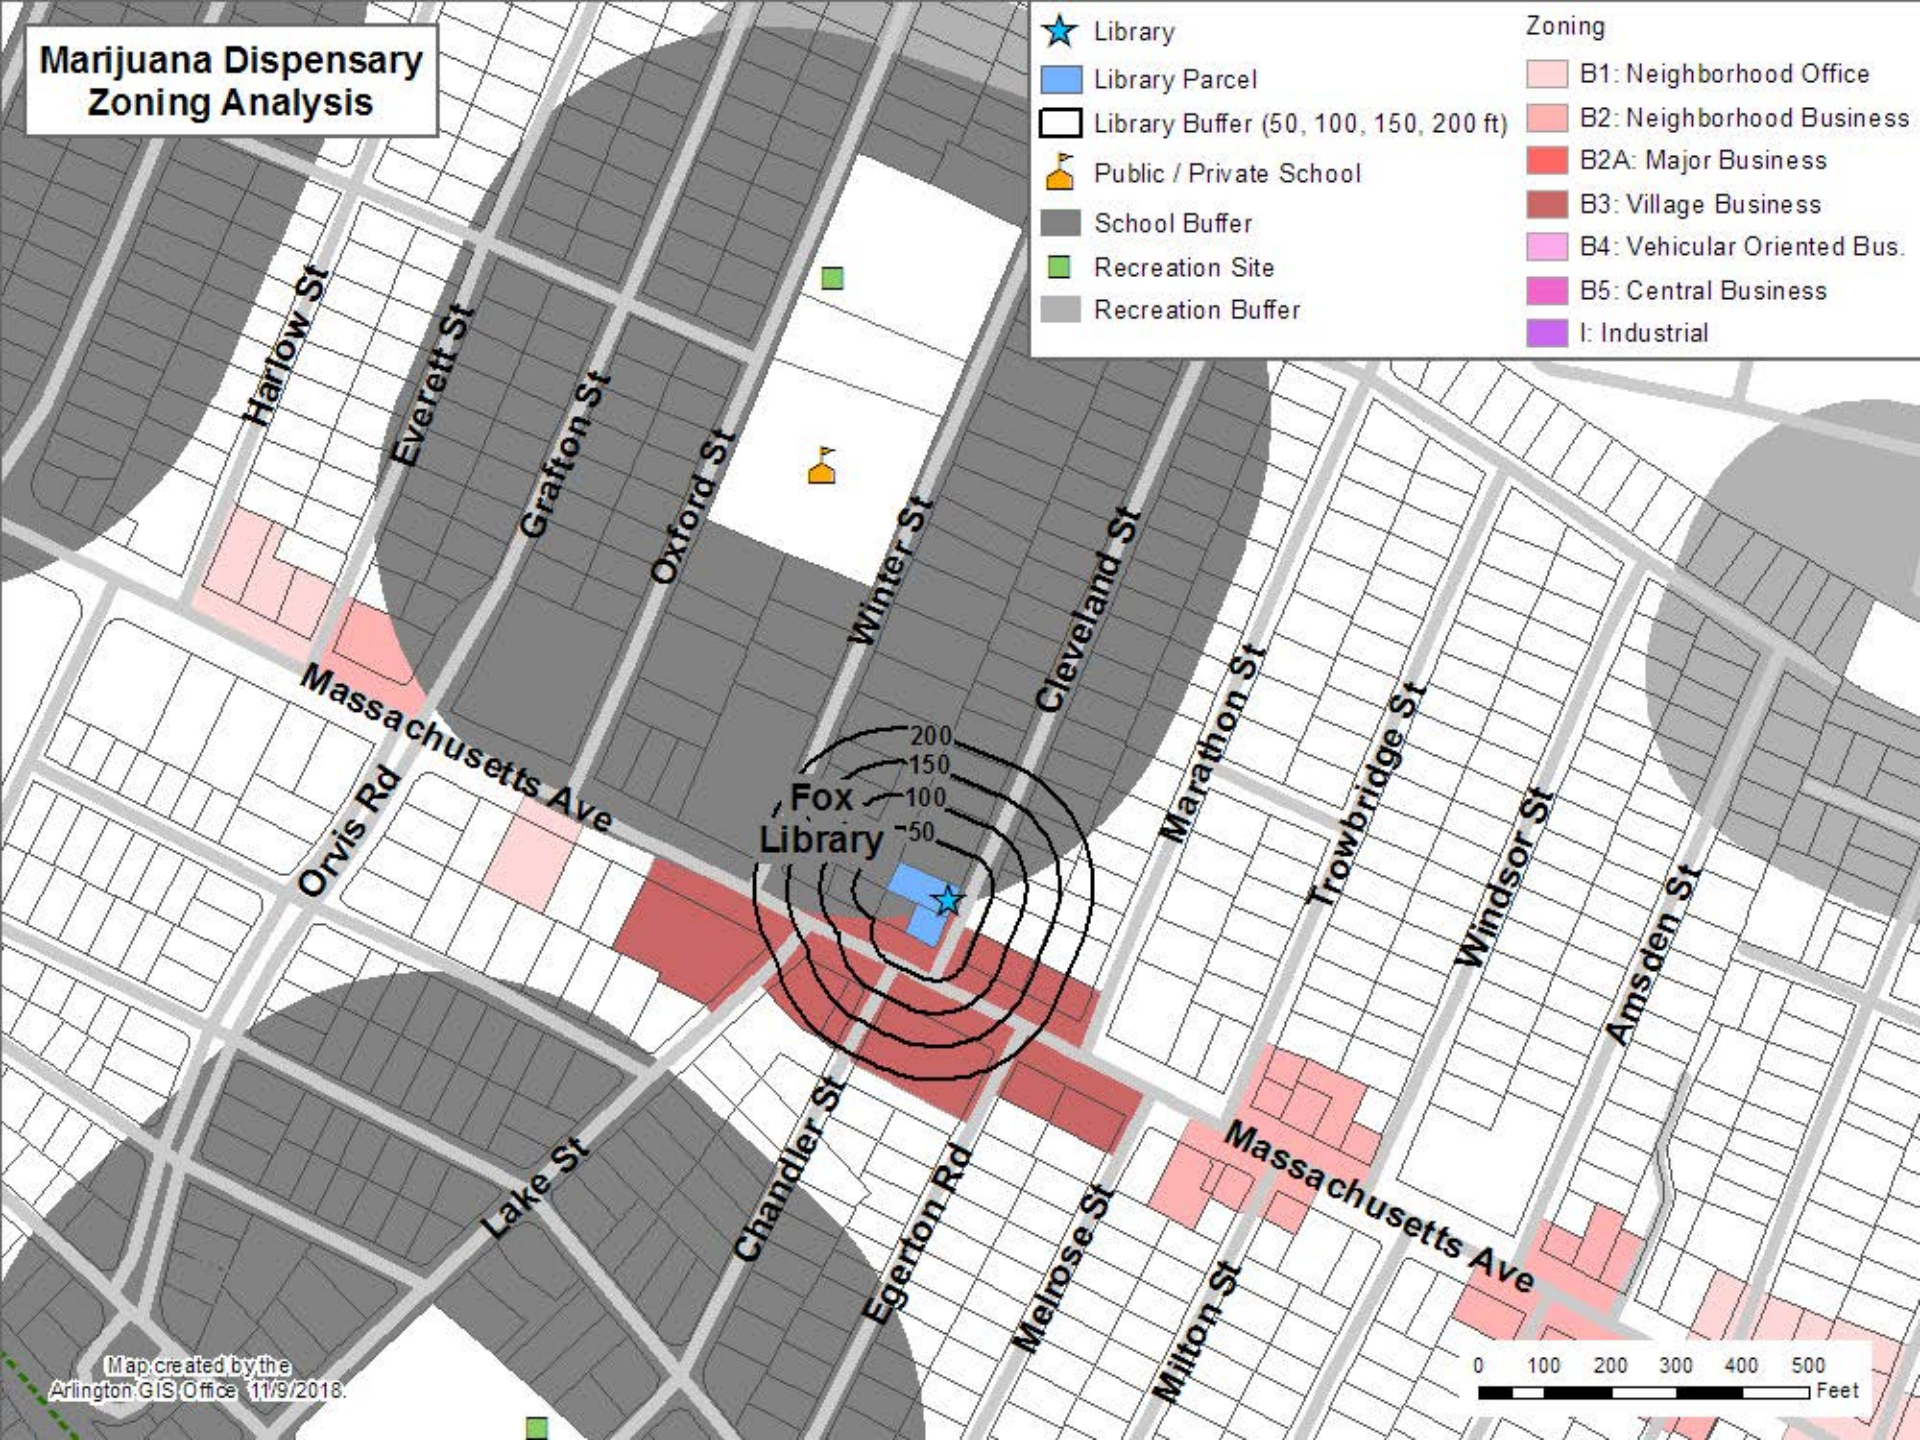 Marijuana Dispensary
Zoning Analysis
Library
Library Parcel
Library Buffer (50, 100, 150, 200 ft)
Public / Private School
School Buffer
Recreation Site
Recreation Buffer
Zoning
B1: Neighborhood Office
B2: Neighborhood Business
B2A: Major Business
B3: Village Business
B4: Vehicular Oriented Bus.
B5: Central Business
I: Industrial
Harlow St
Everett St
Grafton St
Oxford St
Winter St
Cleveland St
Marathon St
Trowbridge St
Windsor St
Amsden St
Massachusetts Ave
Orvis Rd
200
150
100
50
Fox
Library
Lake St
Chandler St
Egerton Rd
Melrose St
Milton St
Massachusetts Ave
Map created by the
Arlington GIS Office 11/9/2018.
0 100 200 300 400 500
Feet